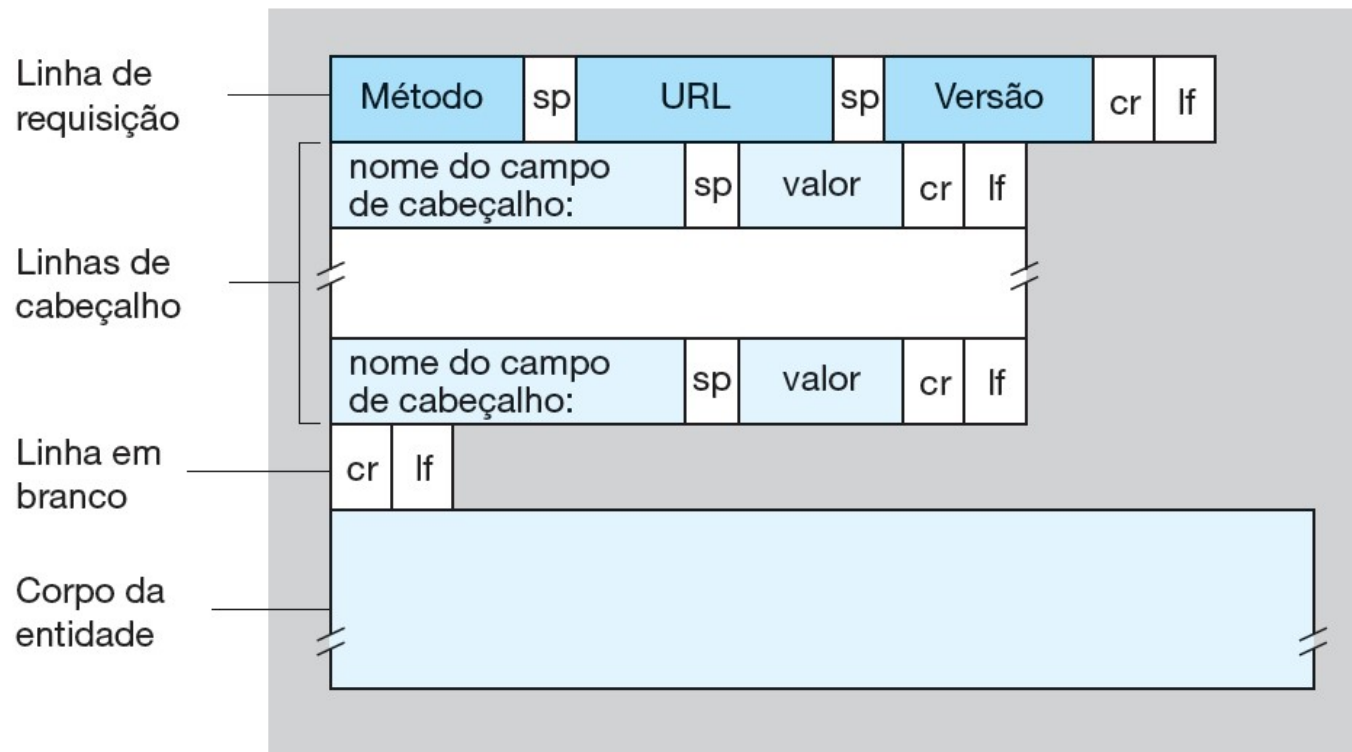 Linha de
requisição
Método sp URL sp Versão cr lf
nome do campo
de cabeçalho: sp valor cr lf
Linhas de
cabeçalho
nome do campo
de cabeçalho: sp valor cr lf
Linha em
branco
cr lf
Corpo da
entidade